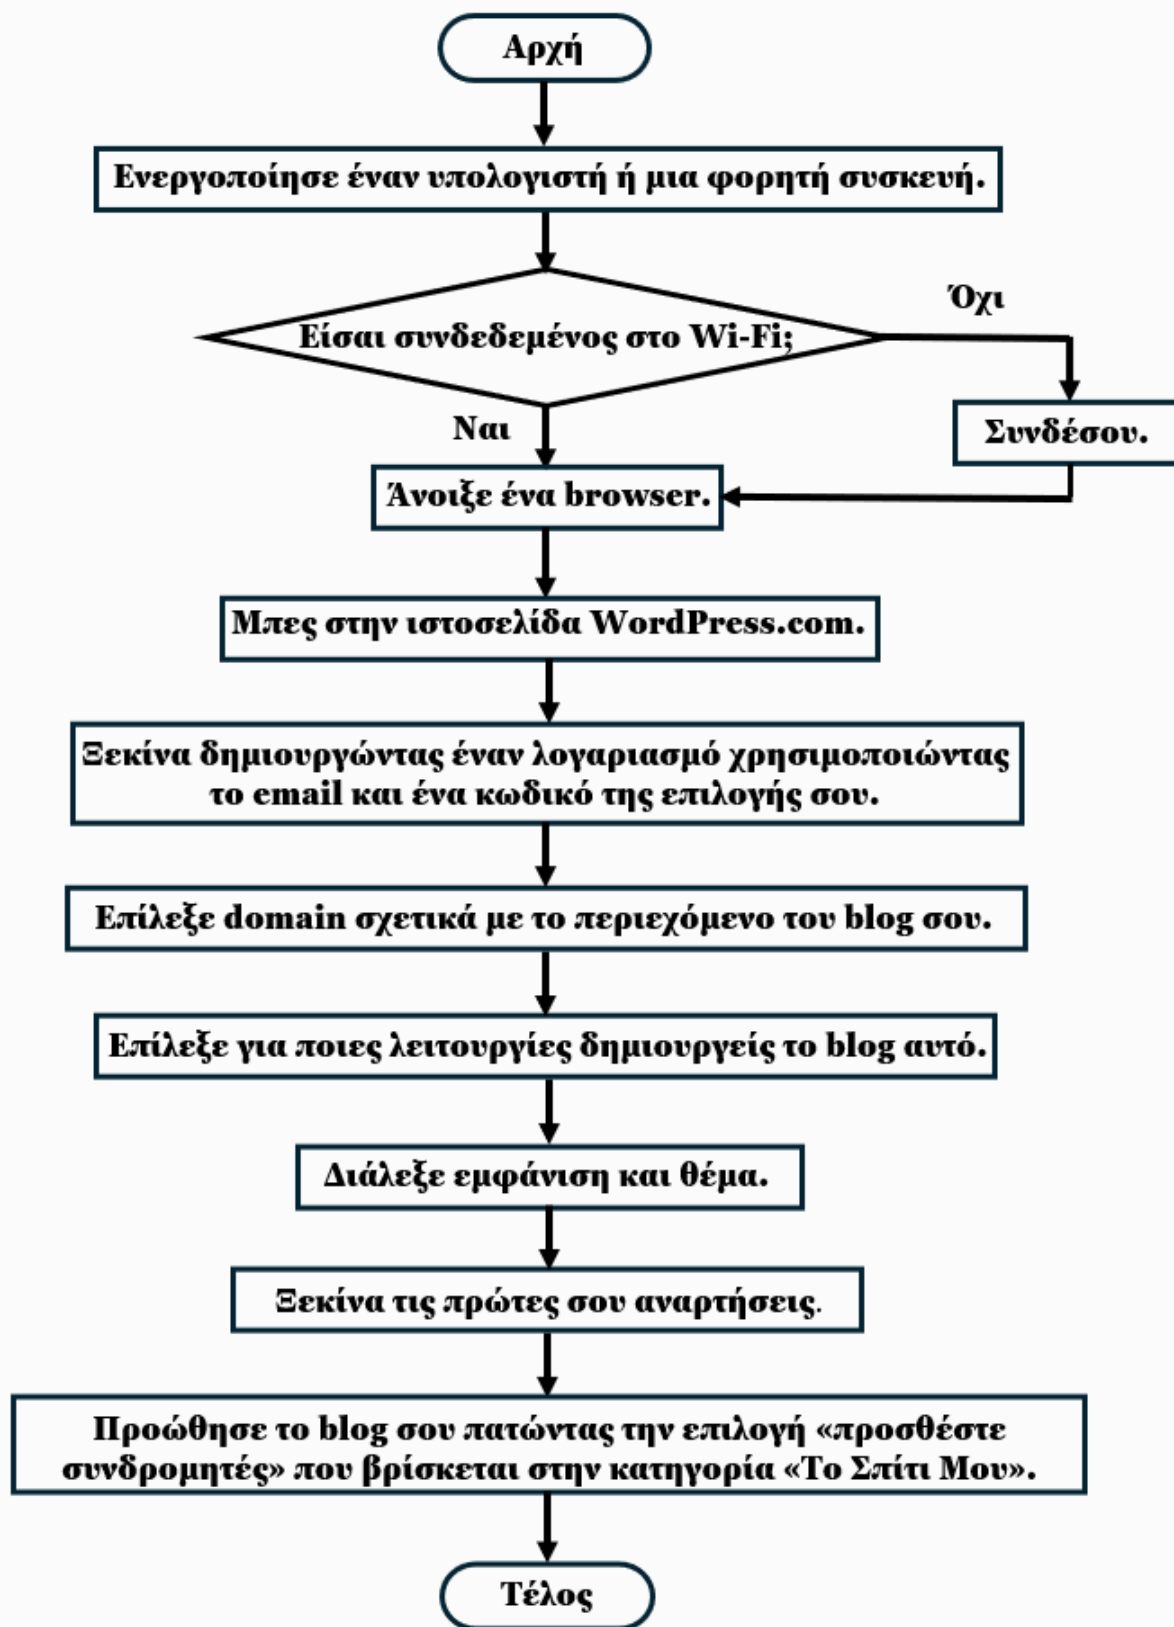 Αρχή
Ενεργοποίησε έναν υπολογιστή ή μια φορητή συσκευή.
Όχι
Είσαι συνδεδεμένος στο Wi-Fi;
Ναι
Συνδέσου.
Άνοιξε ένα browser.
Μπες στην ιστοσελίδα WordPress.com.
Ξεκίνα δημιουργώντας έναν λογαριασμό χρησιμοποιώντας
το email και ένα κωδικό της επιλογής σου.
Επίλεξε domain σχετικά με το περιεχόμενο του blog σου.
Επίλεξε για ποιες λειτουργίες δημιουργείς το blog αυτό.
Διάλεξε εμφάνιση και θέμα.
Ξεκίνα τις πρώτες σου αναρτήσεις.
Προώθησε το blog σου πατώντας την επιλογή «προσθέστε
συνδρομητές» που βρίσκεται στην κατηγορία «Το Σπίτι Μου».
Τέλος